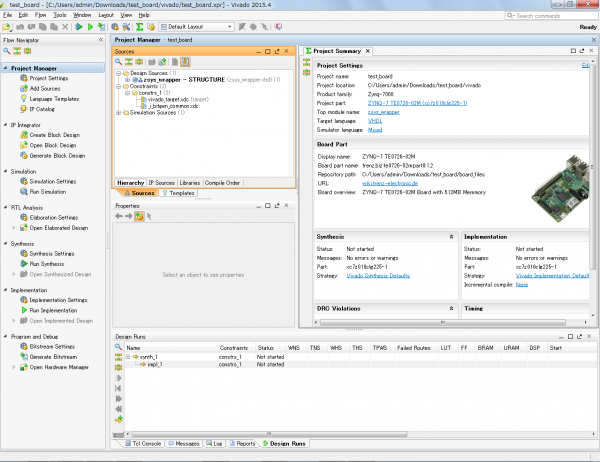 test_board - [C:/Users/admin/Downloads/test_board/vivado/test_board.xpr] - Vivado 2015.4
File Edit Flow Tools Window Layout View Help
Search commands
Default Layout
Ready
Flow Navigator
Project Manager
Project Settings
Add Sources
Language Templates
IP Catalog
IP Integrator
Create Block Design
Open Block Design
Generate Block Design
Simulation
Simulation Settings
Run Simulation
RTL Analysis
Elaboration Settings
Open Elaborated Design
Synthesis
Synthesis Settings
Run Synthesis
Open Synthesized Design
Implementation
Implementation Settings
Run Implementation
Open Implemented Design
Program and Debug
Bitstream Settings
Generate Bitstream
Open Hardware Manager
Project Manager - test_board
Sources
Design Sources (1)
zsys_wrapper - STRUCTURE (zsys_wrapper.vhd) (1)
Constraints (2)
constrs_1 (2)
vivado_target.xdc (target)
_i_bitgen_common.xdc
Simulation Sources (1)
Hierarchy IP Sources Libraries Compile Order
Sources Templates
Properties
Select an object to see properties
Project Summary
Project Settings
Ed
Project name: test_board
Project location: C:/Users/admin/Downloads/test_board/vivado
Product family: Zynq-7000
Project part: ZYNQ-7 TE0726-02M (xc7z010clg225-1)
Top module name: zsys_wrapper
Target language: VHDL
Simulator language: Mixed
Board Part
Display name: ZYNQ-7 TE0726-02M
Board part name: trenz.biz:te0726-02m:part0:1.2
Repository path: C:/Users/admin/Downloads/test_board/board_files
URL: wiki.trenz-electronic.de
Board overview: ZYNQ-7 TE0726-02M Board with 512MB Memmory
Synthesis
Status: Not started
Messages: No errors or warnings
Part: xc7z010clg225-1
Strategy: Vivado Synthesis Defaults
Implementation
Status: Not started
Messages: No errors or warnings
Part: xc7z010clg225-1
Strategy: Vivado Implementation Default
Incremental compile: None
DRC Violations
Timing
Design Runs
Name Constraints Status WNS TNS WHS THS TPWS Failed Routes LUT FF BRAM URAM DSP Start
synth_1 constrs_1 Not started
impl_1 constrs_1 Not started
Tcl Console Messages Log Reports Design Runs